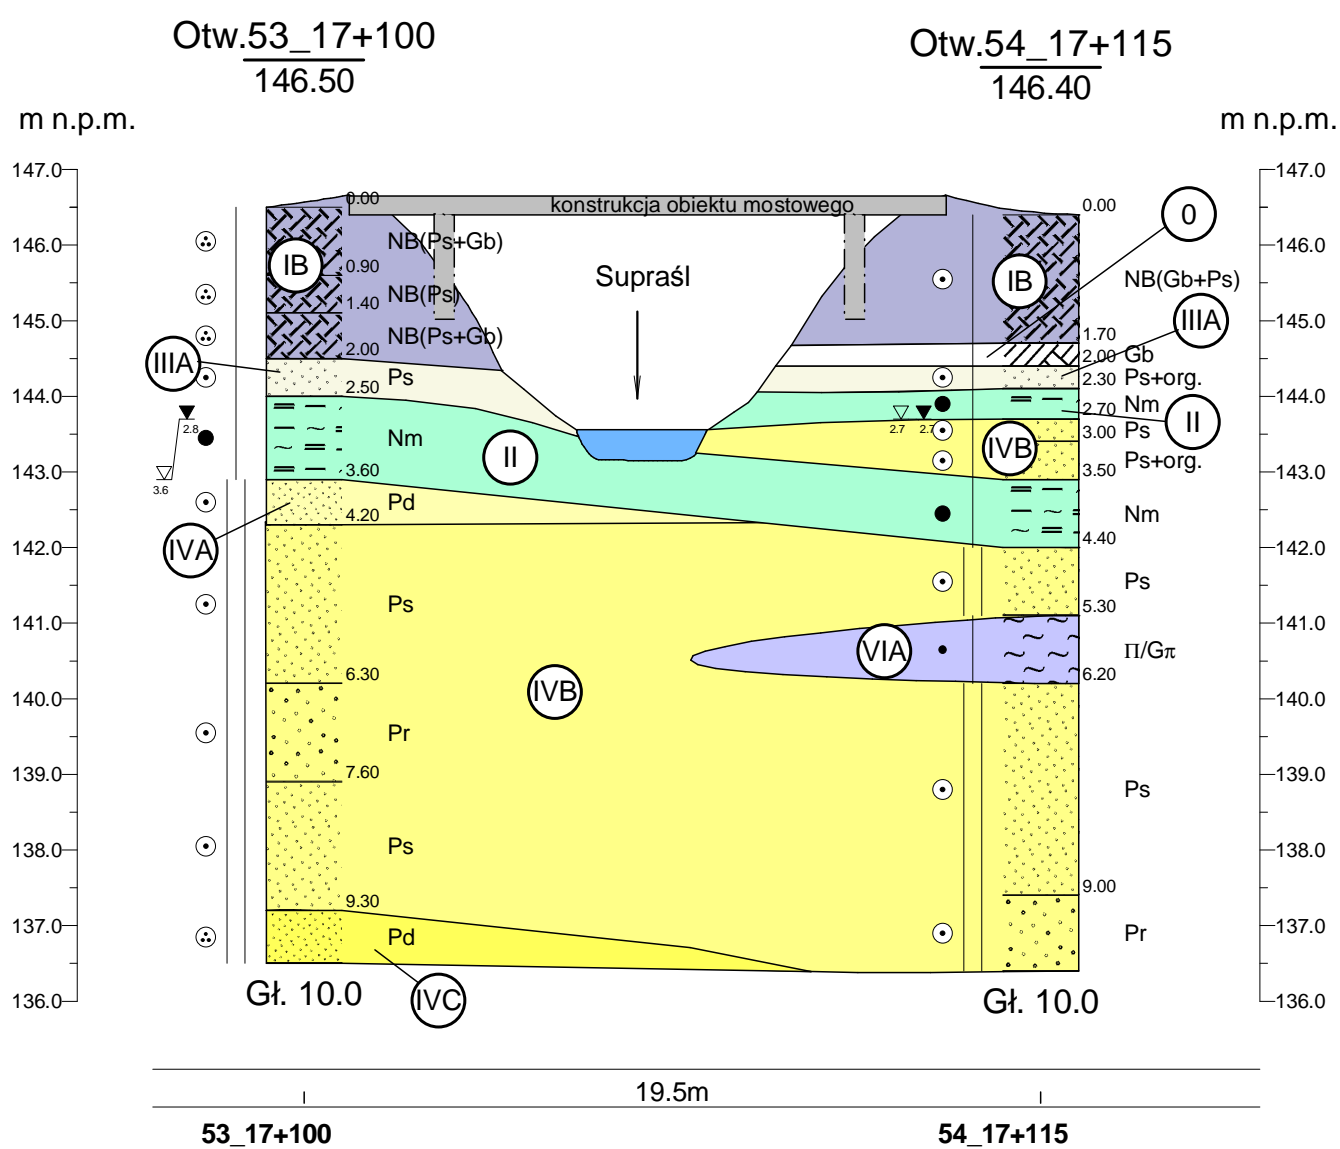 Otw.53_17+100
146.50
Otw.54_17+115
146.40
m n.p.m.
m n.p.m.
147.0
146.0
145.0
144.0
143.0
142.0
141.0
140.0
139.0
138.0
137.0
136.0
147.0
146.0
145.0
144.0
143.0
142.0
141.0
140.0
139.0
138.0
137.0
136.0
konstrukcja obiektu mostowego
Supraśl
0.00
NB(Ps+Gb)
0.90
NB(Ps)
1.40
NB(Ps+Gb)
2.00
Ps
2.50
Nm
3.60
Pd
4.20
Ps
6.30
Pr
7.60
Ps
9.30
Pd
IB
IIIA
II
IVA
IVB
IVC
2.8
3.6
0.00
NB(Gb+Ps)
1.70
Gb
2.00
Ps+org.
2.30
Nm
2.70
Ps
3.00
Ps+org.
3.50
Nm
4.40
Ps
5.30
Π/Gπ
6.20
Ps
9.00
Pr
0
IB
IIIA
II
IVB
VIA
2.7
2.7
Gł. 10.0
Gł. 10.0
19.5m
53_17+100
54_17+115